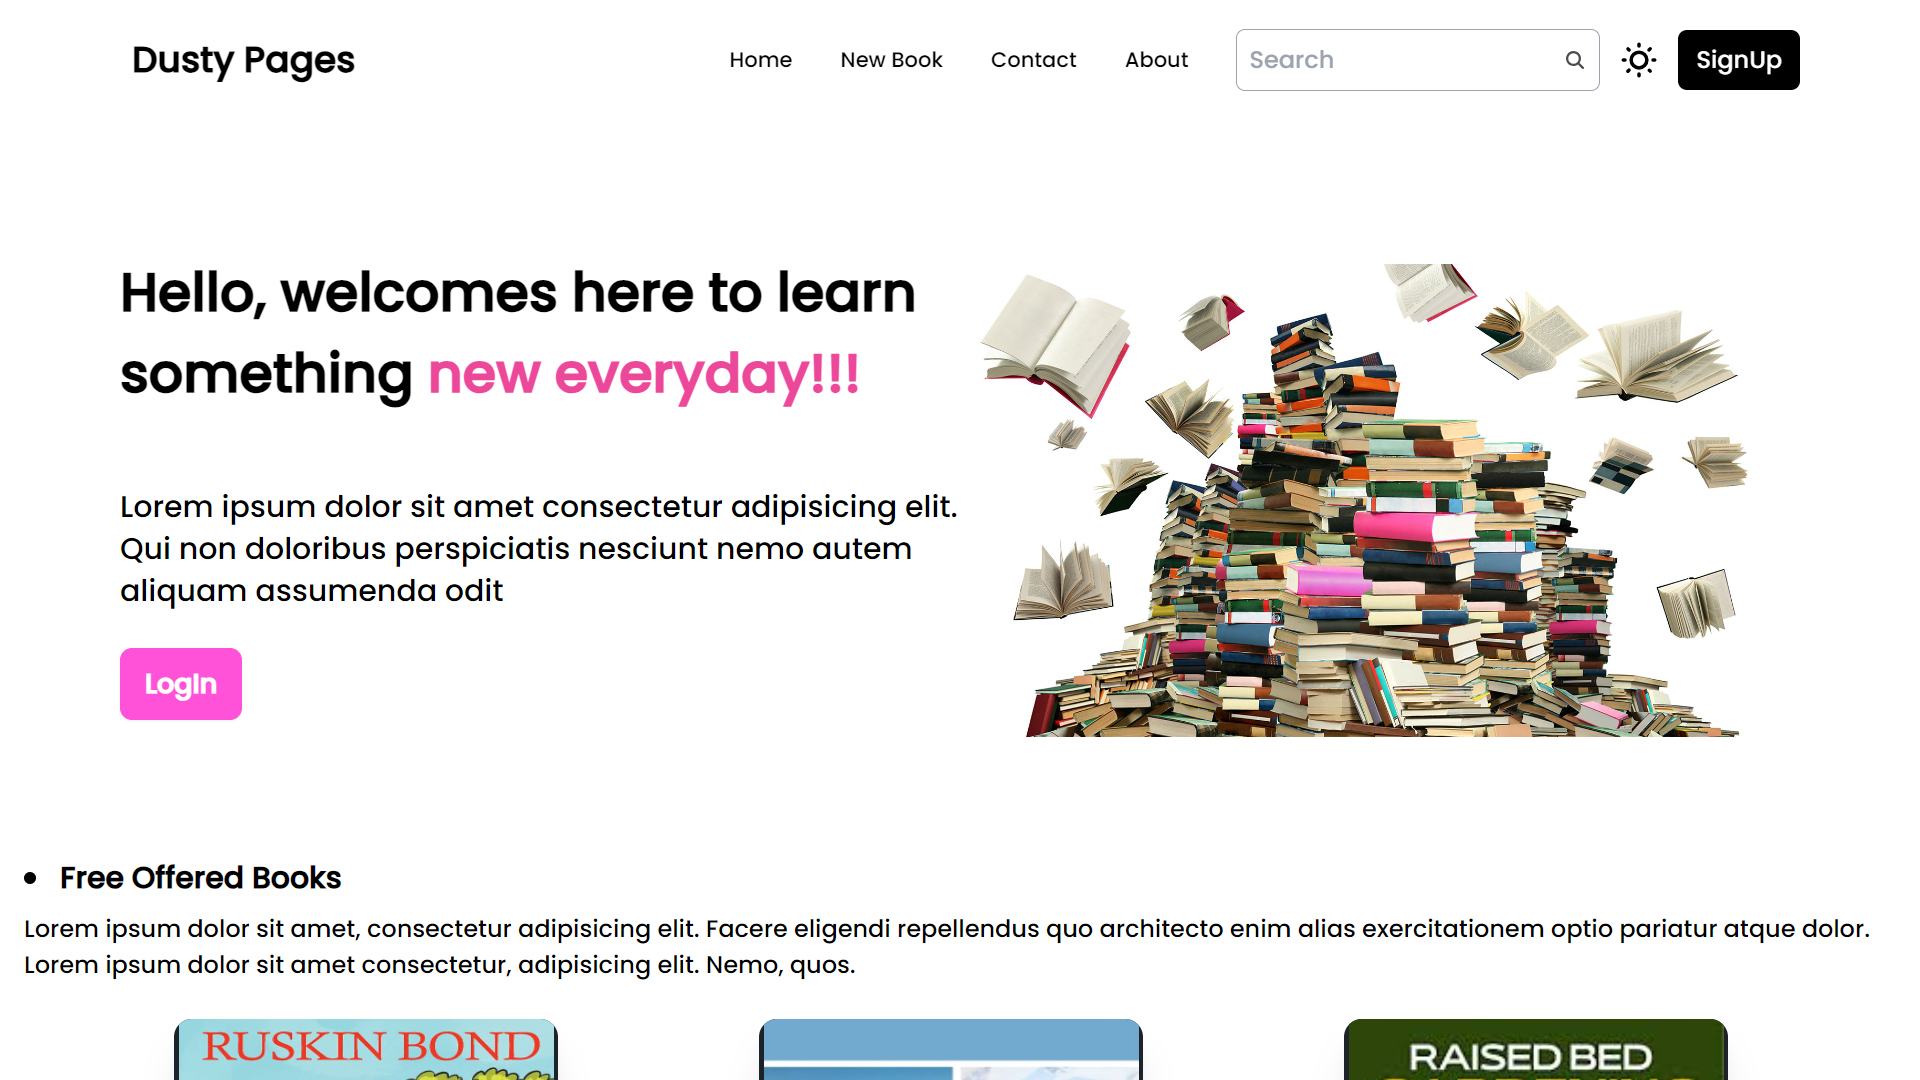 Dusty Pages
Home
New Book
Contact
About
Search
SignUp
Hello, welcomes here to learn
something new everyday!!!
Lorem ipsum dolor sit amet consectetur adipisicing elit.
Qui non doloribus perspiciatis nesciunt nemo autem
aliquam assumenda odit
LogIn
Free Offered Books
Lorem ipsum dolor sit amet, consectetur adipisicing elit. Facere eligendi repellendus quo architecto enim alias exercitationem optio pariatur atque dolor.
Lorem ipsum dolor sit amet consectetur, adipisicing elit. Nemo, quos.
RUSKIN BOND
RAISED BED